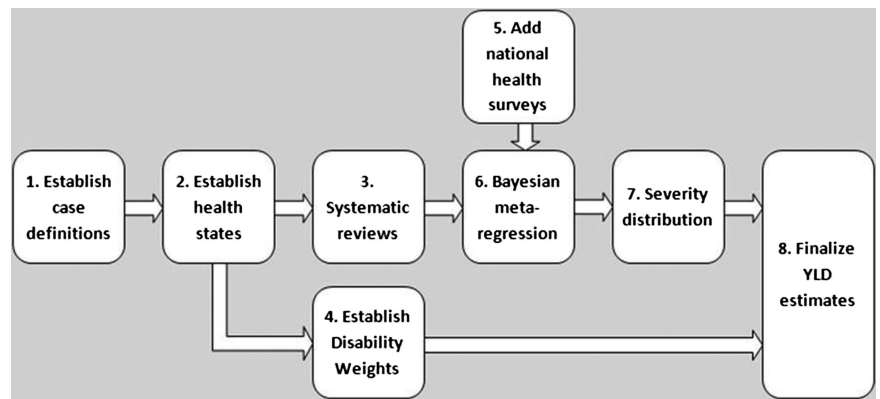 5. Add
national
health
surveys
1. Establish
case
definitions
2. Establish
health
states
3.
Systematic
reviews
6. Bayesian
meta-
regression
7. Severity
distribution
8. Finalize
YLD
estimates
4. Establish
Disability
Weights